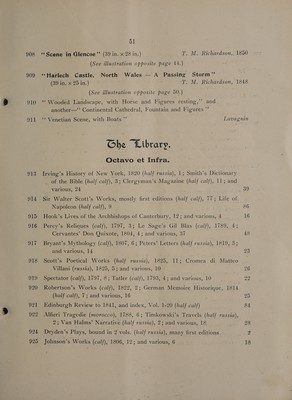 51
908 "Scene in Glencoe" (39 in. × 28 in.) T. M. Richardson, 1850
(See illustration opposite page 44.)
909 "Harlech Castle, North Wales — A Passing Storm"
(39 in. × 25 in.) T. M. Richardson, 1848
(See illustration opposite page 50.)
910 "Wooded Landscape, with Horse and Figures resting," and
another—"Continental Cathedral, Fountain and Figures"
911 "Venetian Scene, with Boats" Laragois
The Library.
Octavo et Infra.
913 Irving's History of New York, 1820 (half russia), 1; Smith's Dictionary
of the Bible (half calf), 3; Clergyman's Magazine (half calf), 11; and
various, 24 39
914 Sir Walter Scott's Works, mostly first editions (half calf), 77; Life of
Napoleon (half calf), 9 86
915 Hook's Lives of the Archbishops of Canterbury, 12; and various, 4 16
916 Percy's Reliques (calf), 1797, 3; Le Sage's Gil Blas (calf), 1789, 4;
Cervantes' Don Quixote, 1804, 4; and various, 37 48
917 Bryant's Mythology (calf), 1807, 6; Peters' Letters (half russia), 1819, 3;
and various, 14 23
918 Scott's Poetical Works (half russia), 1825, 11; Cronea di Matteo
Villani (russia), 1825, 5; and various, 10 26
919 Spectator (calf), 1797, 8; Tatler (calf), 1789, 4; and various, 10 22
920 Robertson's Works (calf), 1822, 2; German Memoire Historique, 1814
(half calf), 7; and various, 16 25
921 Edinburgh Review to 1841, and index, Vol. 1-20 (half calf) 84
922 Alfieri Tragedie (morocco), 1788, 6; Timkowski's Travels (half russia),
2; Van Halms' Narrative (half russia), 2; and various, 18 28
924 Dryden's Plays, bound in 2 vols. (half russia), many first editions 2
925 Johnson's Works (calf), 1806, 12; and various, 6 18